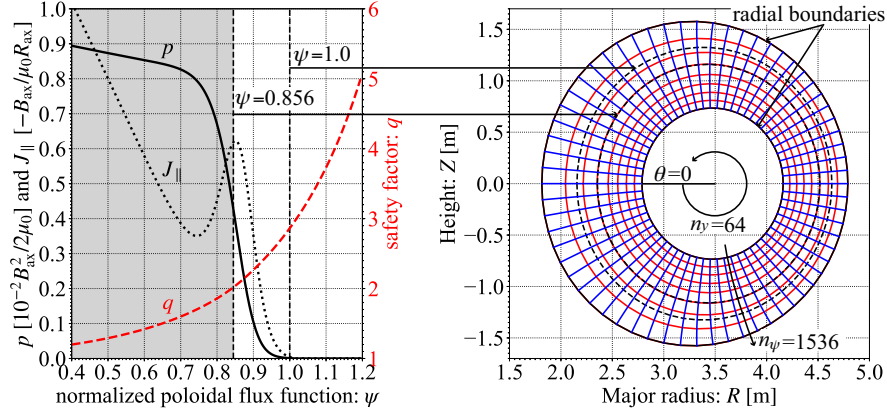 p [10⁻²B²ax/2μ₀] and J∥ [−Bax/μ₀Rax]
1.0
0.9
0.8
0.7
0.6
0.5
0.4
0.3
0.2
0.1
0.0
p
J∥
q
ψ=1.0
ψ=0.856
6
5
4
3
2
1
safety factor: q
0.4 0.5 0.6 0.7 0.8 0.9 1.0 1.1 1.2
normalized poloidal flux function: ψ
radial boundaries
Height: Z [m]
1.5
1.0
0.5
0.0
−0.5
−1.0
−1.5
θ=0
ny=64
nψ=1536
1.5 2.0 2.5 3.0 3.5 4.0 4.5 5.0
Major radius: R [m]